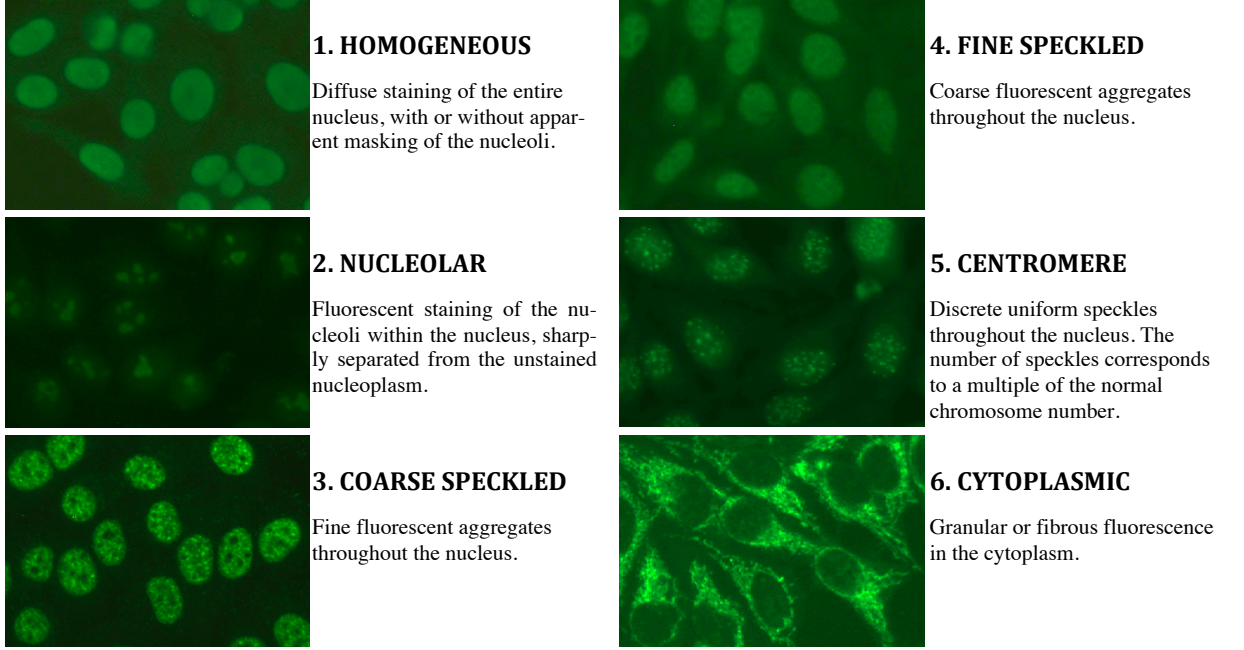 1. HOMOGENEOUS
Diffuse staining of the entire
nucleus, with or without appar-
ent masking of the nucleoli.
2. NUCLEOLAR
Fluorescent staining of the nu-
cleoli within the nucleus, sharp-
ly separated from the unstained
nucleoplasm.
3. COARSE SPECKLED
Fine fluorescent aggregates
throughout the nucleus.
4. FINE SPECKLED
Coarse fluorescent aggregates
throughout the nucleus.
5. CENTROMERE
Discrete uniform speckles
throughout the nucleus. The
number of speckles corresponds
to a multiple of the normal
chromosome number.
6. CYTOPLASMIC
Granular or fibrous fluorescence
in the cytoplasm.